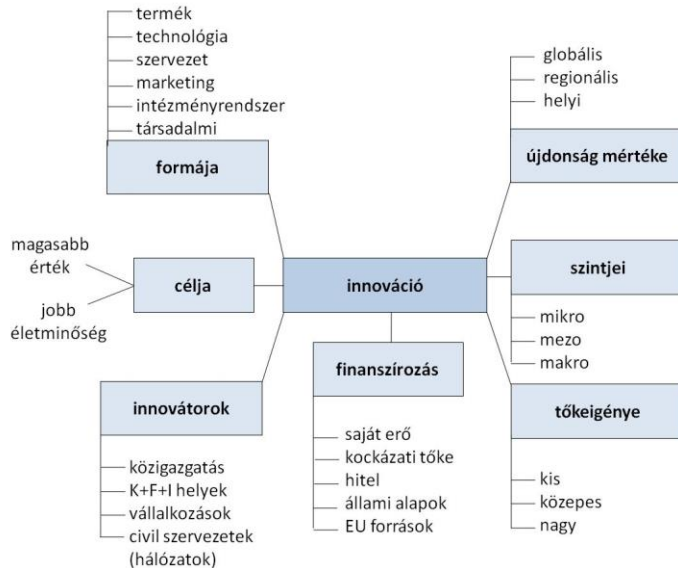 termék
technológia
szervezet
marketing
intézményrendszer
társadalmi
formája
globális
regionális
helyi
újdonság mértéke
magasabb
érték
jobb
életminőség
célja
innováció
szintjei
mikro
mezo
makro
innovátorok
közigazgatás
K+F+I helyek
vállalkozások
civil szervezetek
(hálózatok)
finanszírozás
saját erő
kockázati tőke
hitel
állami alapok
EU források
tőkeigénye
kis
közepes
nagy